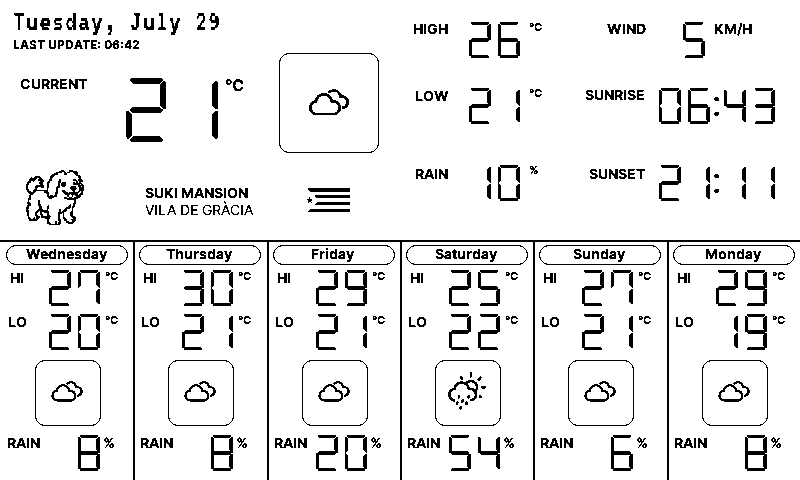 Tuesday, July 29
LAST UPDATE: 06:42
CURRENT 21 °C
SUKI MANSION
VILA DE GRÀCIA
HIGH 26 °C
LOW 21 °C
RAIN 10 %
WIND 5 KM/H
SUNRISE 06:43
SUNSET 21:11
Wednesday
HI 27 °C
LO 20 °C
RAIN 8 %
Thursday
HI 30 °C
LO 21 °C
RAIN 8 %
Friday
HI 29 °C
LO 21 °C
RAIN 20 %
Saturday
HI 25 °C
LO 22 °C
RAIN 54 %
Sunday
HI 27 °C
LO 21 °C
RAIN 6 %
Monday
HI 29 °C
LO 19 °C
RAIN 8 %